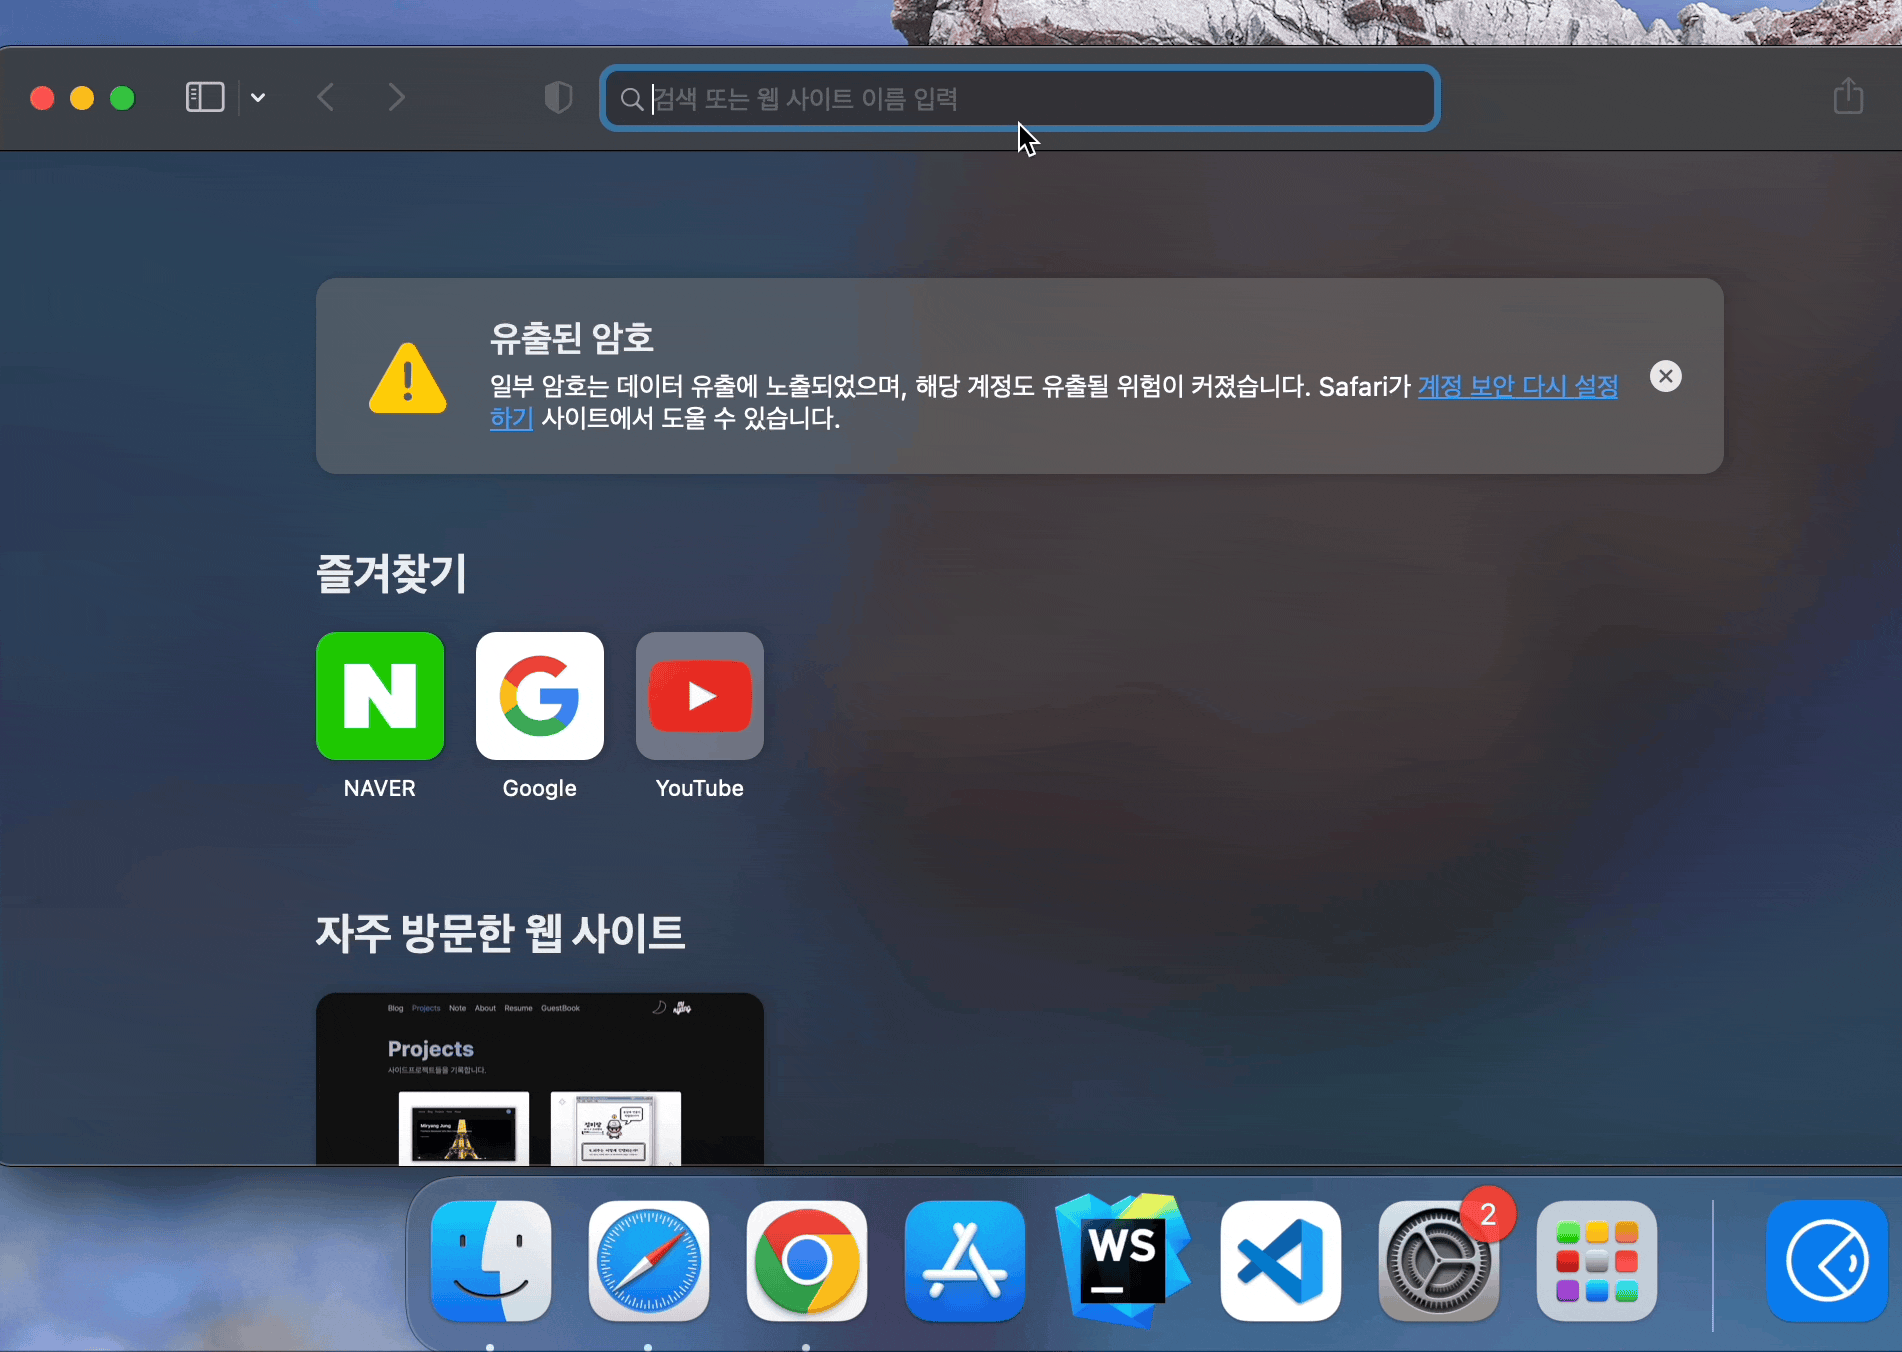 검색 또는 웹 사이트 이름 입력
유출된 암호
일부 암호는 데이터 유출에 노출되었으며, 해당 계정도 유출될 위험이 커졌습니다. Safari가 계정 보안 다시 설정
하기 사이트에서 도울 수 있습니다.
즐겨찾기
N
NAVER
Google
YouTube
자주 방문한 웹 사이트
Blog Projects Note About Resume GuestBook
Projects
사이드프로젝트들을 기록합니다.
Miryang Jung
WS
2